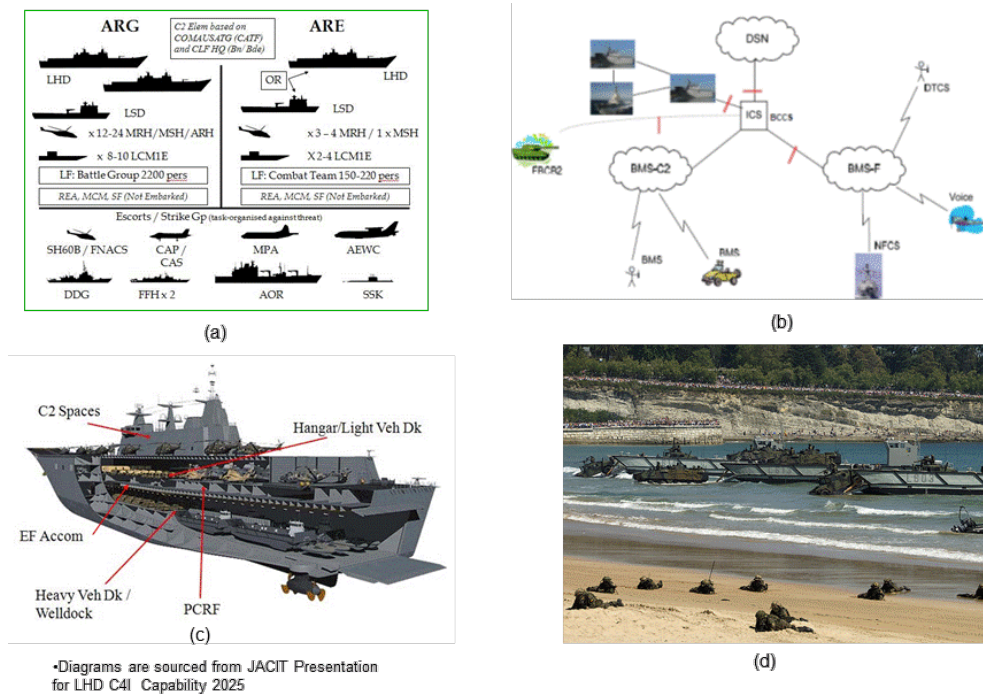 ARG
C2 Elem based on
COMAUSATG (CATF)
and CLF HQ (Bn/ Bde)
ARE
LHD
OR
LHD
LSD
LSD
x 12-24 MRH/MSH/ARH
x 3 – 4 MRH / 1 x MSH
x 8-10 LCM1E
X2-4 LCM1E
LF: Battle Group 2200 pers
LF: Combat Team 150-220 pers
REA, MCM, SF (Not Embarked)
REA, MCM, SF (Not Embarked)
Escorts / Strike Gp (task-organised against threat)
SH60B / FNACS
CAP /
CAS
MPA
AEWC
DDG
FFH x 2
AOR
SSK
(a)
DSN
DTCS
ICS
BCCS
FBCB2
BMS-C2
BMS-F
Voice
BMS
BMS
NFCS
(b)
C2 Spaces
Hangar/Light Veh Dk
EF Accom
Heavy Veh Dk /
Welldock
PCRF
(c)
(d)
•Diagrams are sourced from JACIT Presentation
for LHD C4I Capability 2025